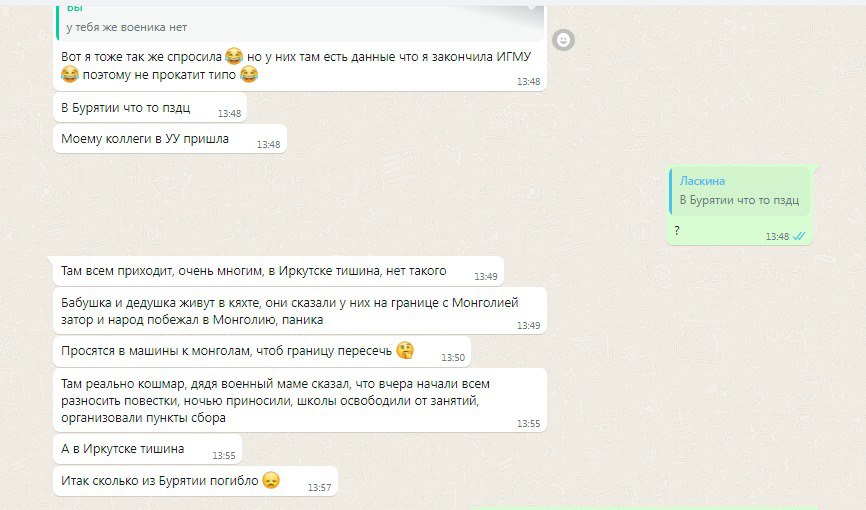 Вы
у тебя же военика нет
Вот я тоже так же спросила 😂 но у них там есть данные что я закончила ИГМУ
😂 поэтому не прокатит типо 😂
13:48
В Бурятии что то пздц
13:48
Моему коллеги в УУ пришла
13:48
Ласкина
В Бурятии что то пздц
?
13:48
Там всем приходит, очень многим, в Иркутске тишина, нет такого
13:49
Бабушка и дедушка живут в кяхте, они сказали у них на границе с Монголией
затор и народ побежал в Монголию, паника
13:49
Просятся в машины к монголам, чтоб границу пересечь 🤔
13:50
Там реально кошмар, дядя военный маме сказал, что вчера начали всем
разносить повестки, ночью приносили, школы освободили от занятий,
организовали пункты сбора
13:55
А в Иркутске тишина
13:55
Итак сколько из Бурятии погибло 😞
13:57